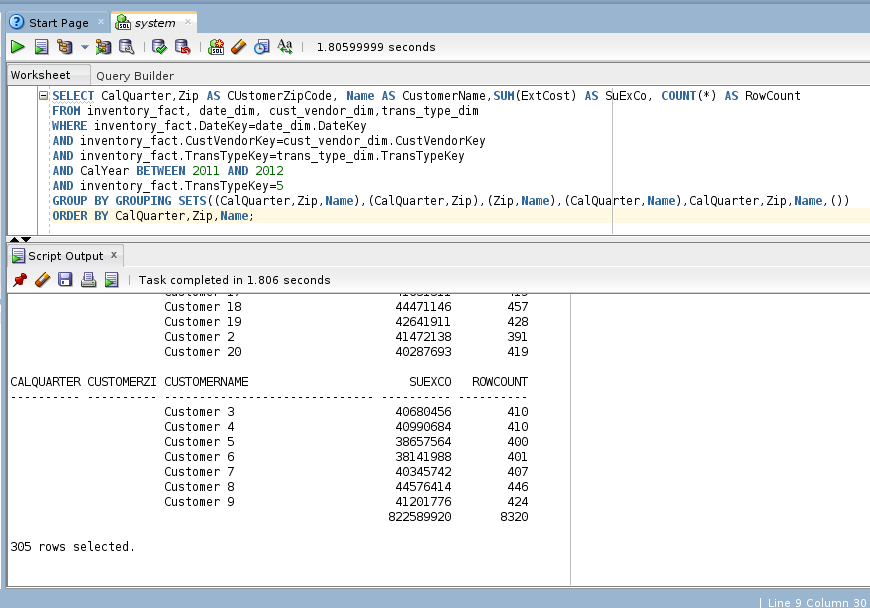 Start Page
system
1.80599999 seconds
Worksheet Query Builder
SELECT CalQuarter,Zip AS CUstomerZipCode, Name AS CustomerName,SUM(ExtCost) AS SuExCo, COUNT(*) AS RowCount
FROM inventory_fact, date_dim, cust_vendor_dim,trans_type_dim
WHERE inventory_fact.DateKey=date_dim.DateKey
AND inventory_fact.CustVendorKey=cust_vendor_dim.CustVendorKey
AND inventory_fact.TransTypeKey=trans_type_dim.TransTypeKey
AND CalYear BETWEEN 2011 AND 2012
AND inventory_fact.TransTypeKey=5
GROUP BY GROUPING SETS((CalQuarter,Zip,Name),(CalQuarter,Zip),(Zip,Name),(CalQuarter,Name),CalQuarter,Zip,Name,())
ORDER BY CalQuarter,Zip,Name;
Script Output
Task completed in 1.806 seconds
Customer 18 44471146 457
Customer 19 42641911 428
Customer 2 41472138 391
Customer 20 40287693 419
CALQUARTER CUSTOMERZI CUSTOMERNAME SUEXCO ROWCOUNT
---------- ---------- ------------------------------ ---------- ----------
Customer 3 40680456 410
Customer 4 40990684 410
Customer 5 38657564 400
Customer 6 38141988 401
Customer 7 40345742 407
Customer 8 44576414 446
Customer 9 41201776 424
822589920 8320
305 rows selected.
| Line 9 Column 30